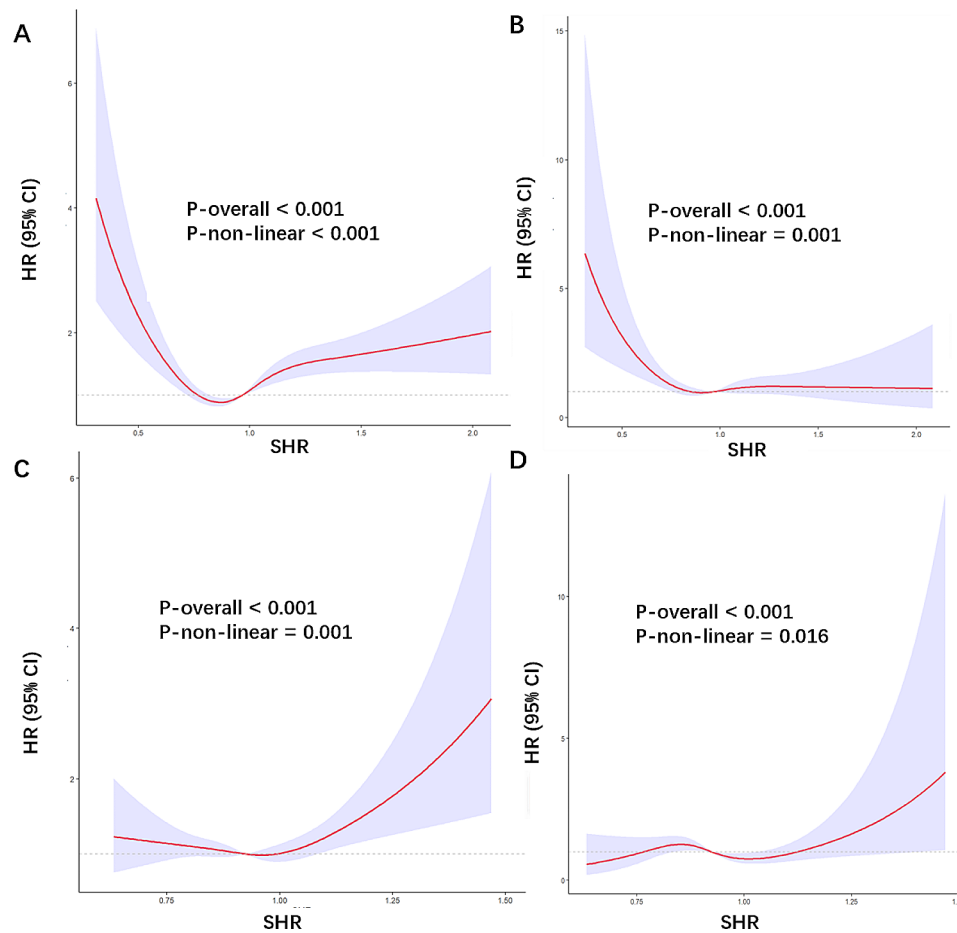 A
HR (95% CI)
6
4
2
P-overall < 0.001
P-non-linear < 0.001
0.5
1.0
1.5
2.0
SHR
B
HR (95% CI)
15
10
5
0
P-overall < 0.001
P-non-linear = 0.001
0.5
1.0
1.5
2.0
SHR
C
HR (95% CI)
6
4
2
P-overall < 0.001
P-non-linear = 0.001
0.75
1.00
1.25
1.50
SHR
D
HR (95% CI)
10
5
0
P-overall < 0.001
P-non-linear = 0.016
0.75
1.00
1.25
SHR